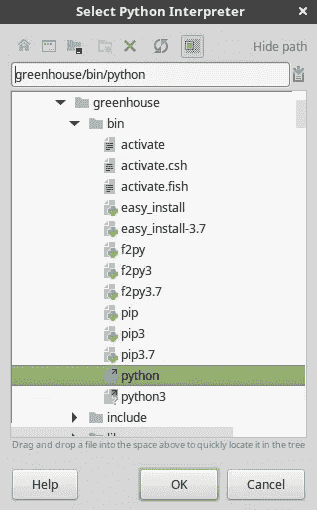 Select Python Interpreter
Hide path
greenhouse/bin/python
greenhouse
bin
activate
activate.csh
activate.fish
easy_install
easy_install-3.7
f2py
f2py3
f2py3.7
pip
pip3
pip3.7
python
python3
include
Drag and drop a file into the space above to quickly locate it in the tree
Help
OK
Cancel